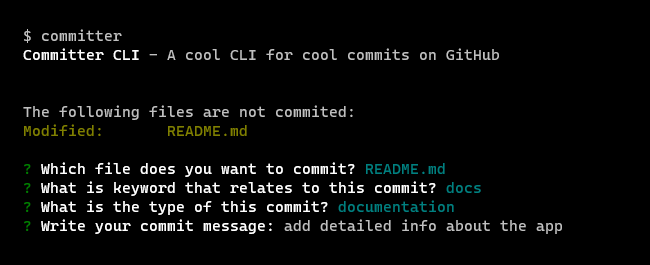 $ committer
Committer CLI - A cool CLI for cool commits on GitHub
The following files are not commited:
Modified: README.md
? Which file does you want to commit? README.md
? What is keyword that relates to this commit? docs
? What is the type of this commit? documentation
? Write your commit message: add detailed info about the app